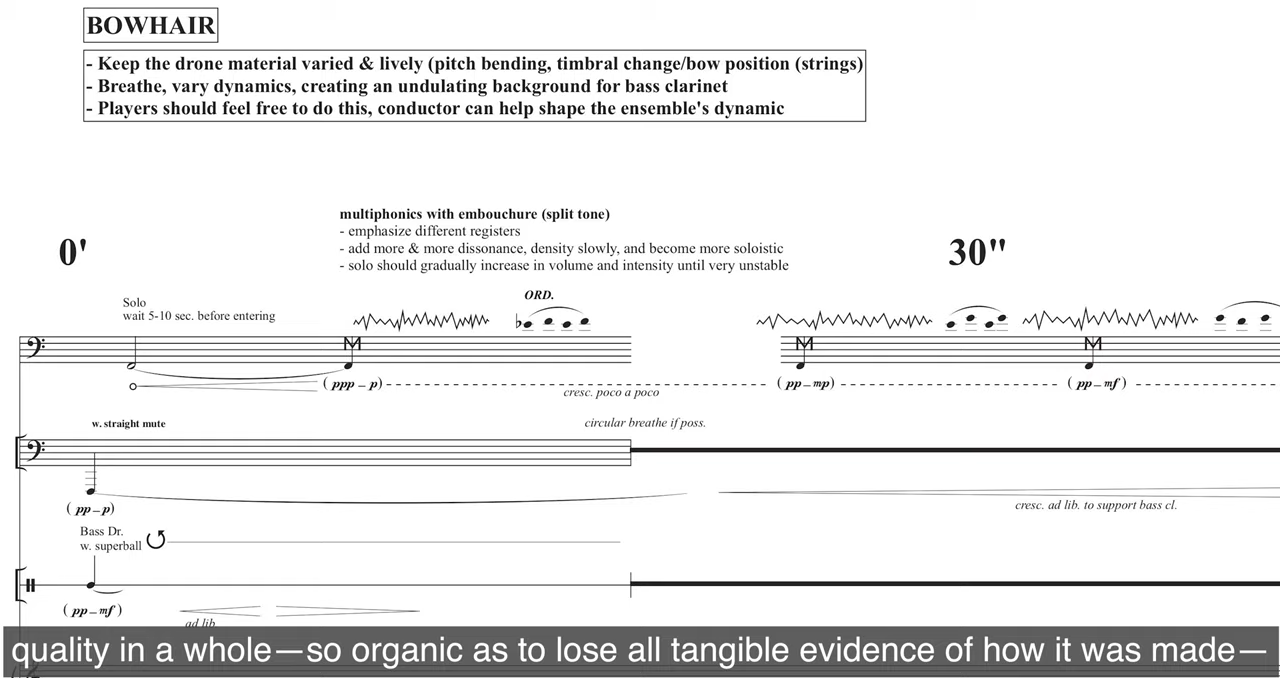 BOWHAIR
- Keep the drone material varied & lively (pitch bending, timbral change/bow position (strings)
- Breathe, vary dynamics, creating an undulating background for bass clarinet
- Players should feel free to do this, conductor can help shape the ensemble's dynamic
multiphonics with embouchure (split tone)
- emphasize different registers
- add more & more dissonance, density slowly, and become more soloistic
- solo should gradually increase in volume and intensity until very unstable
0'
30"
Solo
wait 5-10 sec. before entering
ORD.
M
M
M
(ppp – p)
(pp – mp)
(pp – mf)
cresc. poco a poco
w. straight mute
circular breathe if poss.
(pp – p)
cresc. ad lib. to support bass cl.
Bass Dr.
w. superball
(pp – mf)
ad lib.
quality in a whole—so organic as to lose all tangible evidence of how it was made—